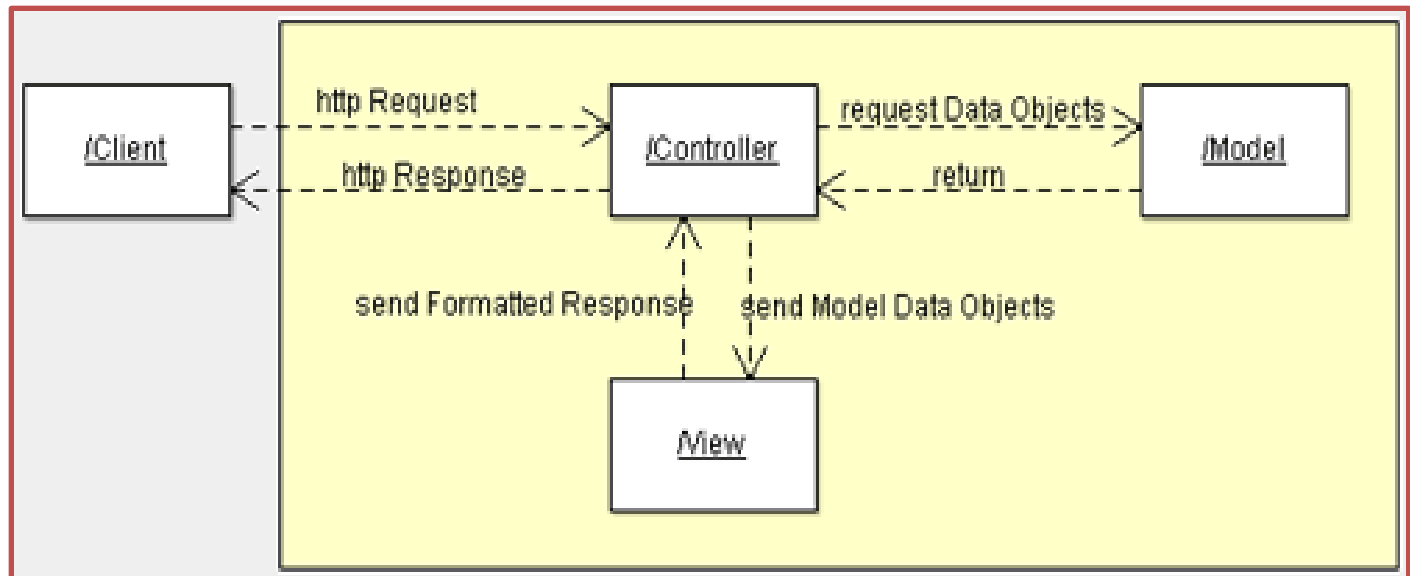 http Request
request Data Objects
/Client
/Controller
/Model
http Response
return
send Formatted Response
send Model Data Objects
/View